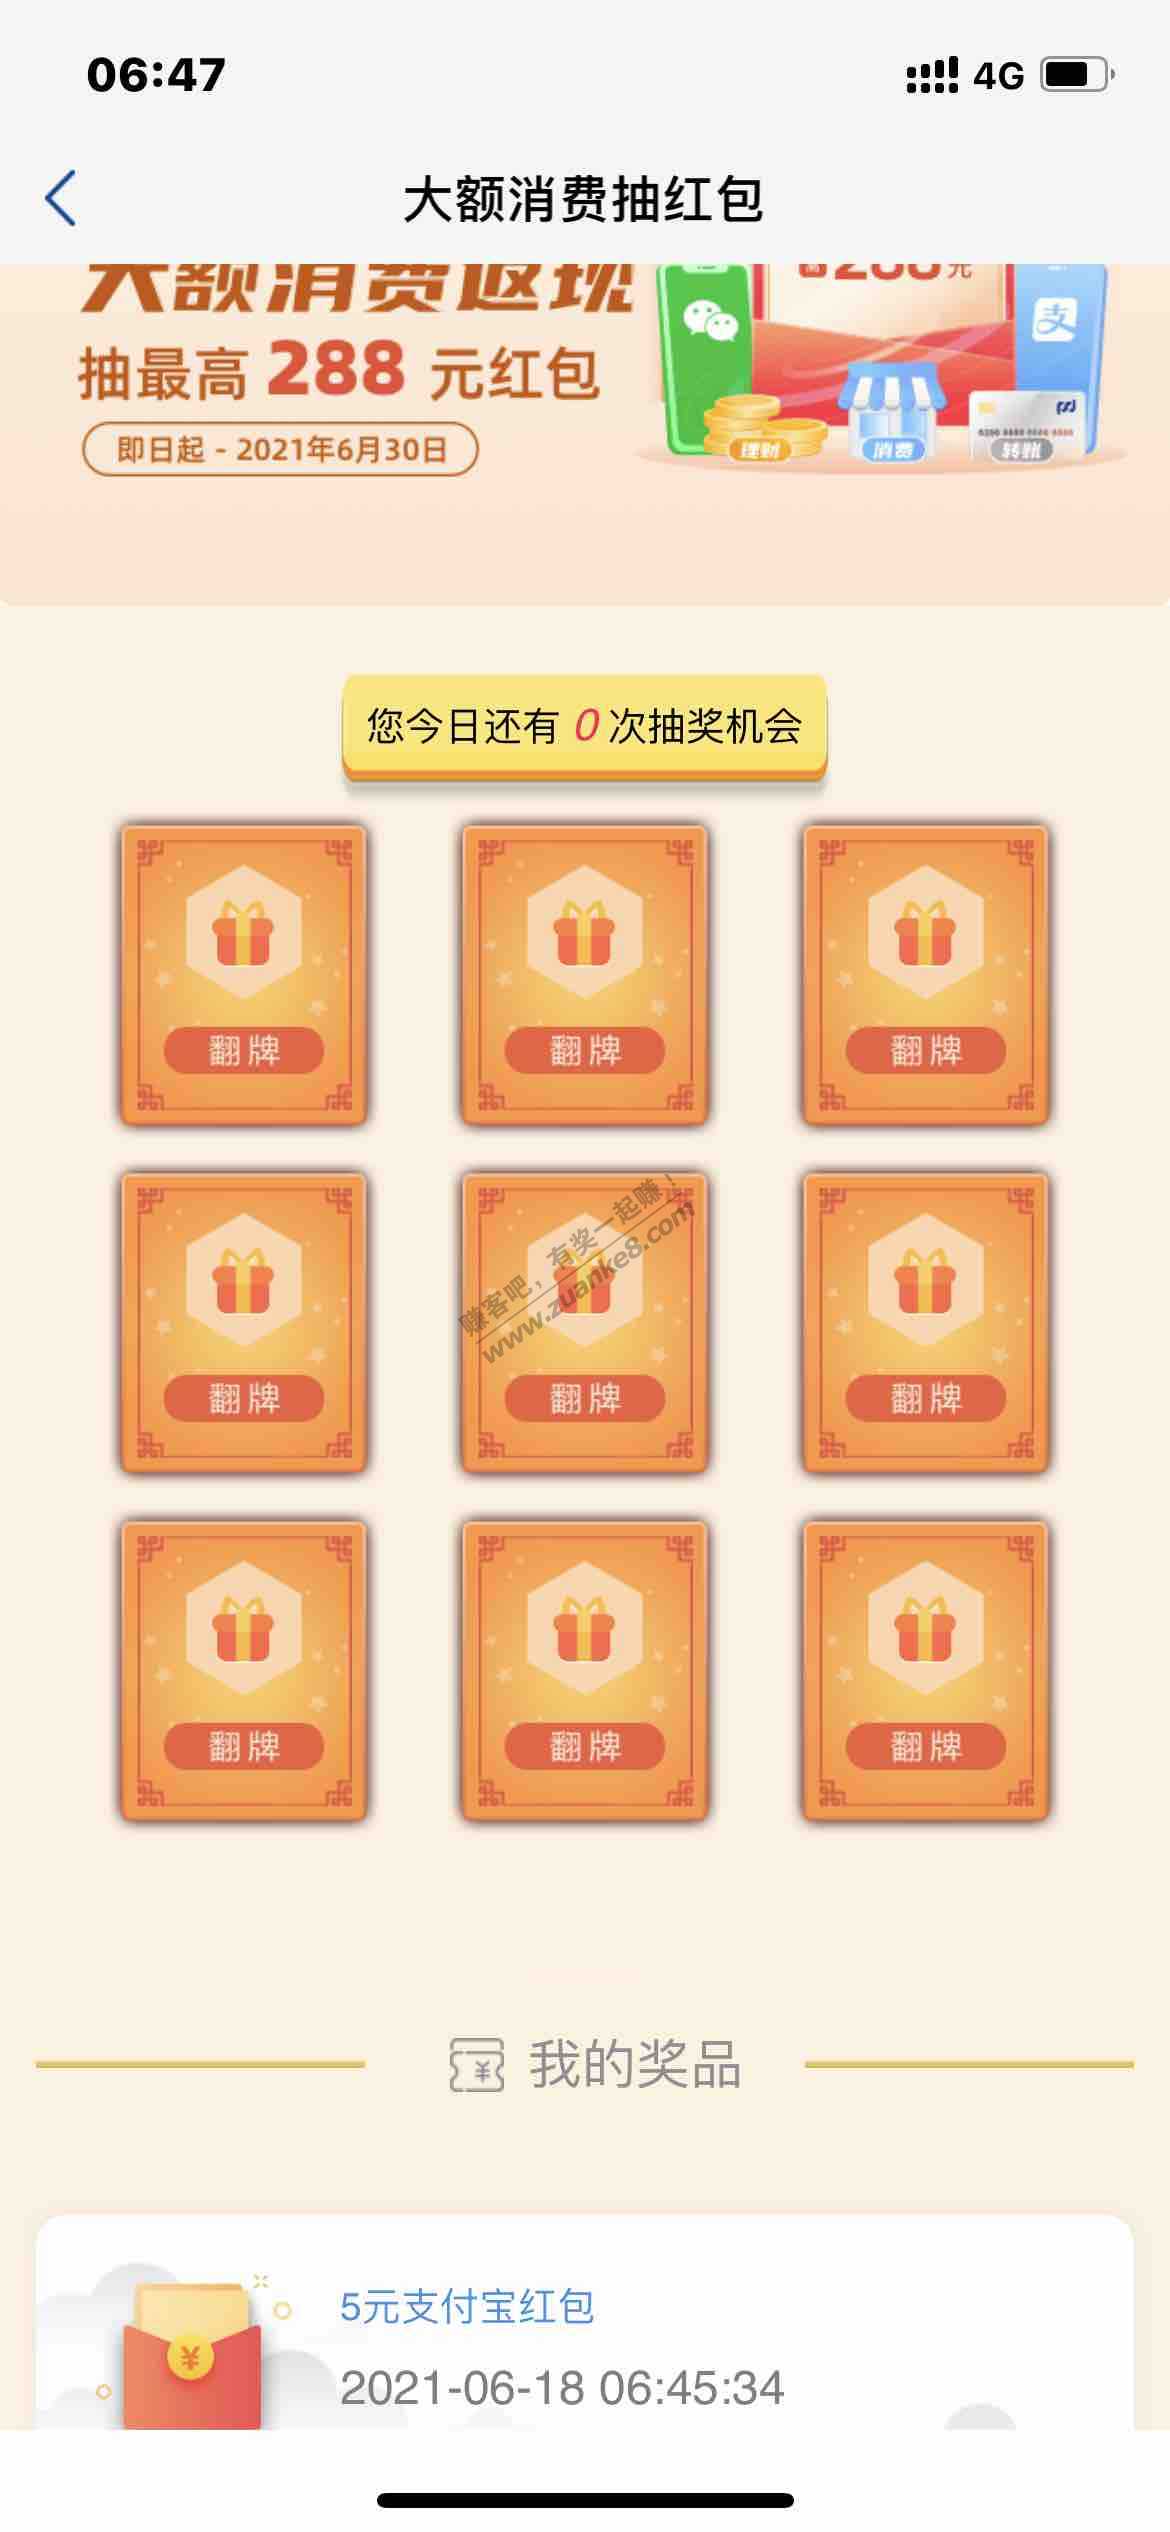 06:47
4G
大额消费抽红包
大额消费返现
288元
抽最高 288 元红包
即日起 - 2021年6月30日
理财
消费
转账
支
您今日还有 0 次抽奖机会
翻牌
翻牌
翻牌
赚客吧,有奖一起赚!
www.zuanke8.com
翻牌
翻牌
翻牌
翻牌
翻牌
翻牌
我的奖品
5元支付宝红包
2021-06-18 06:45:34